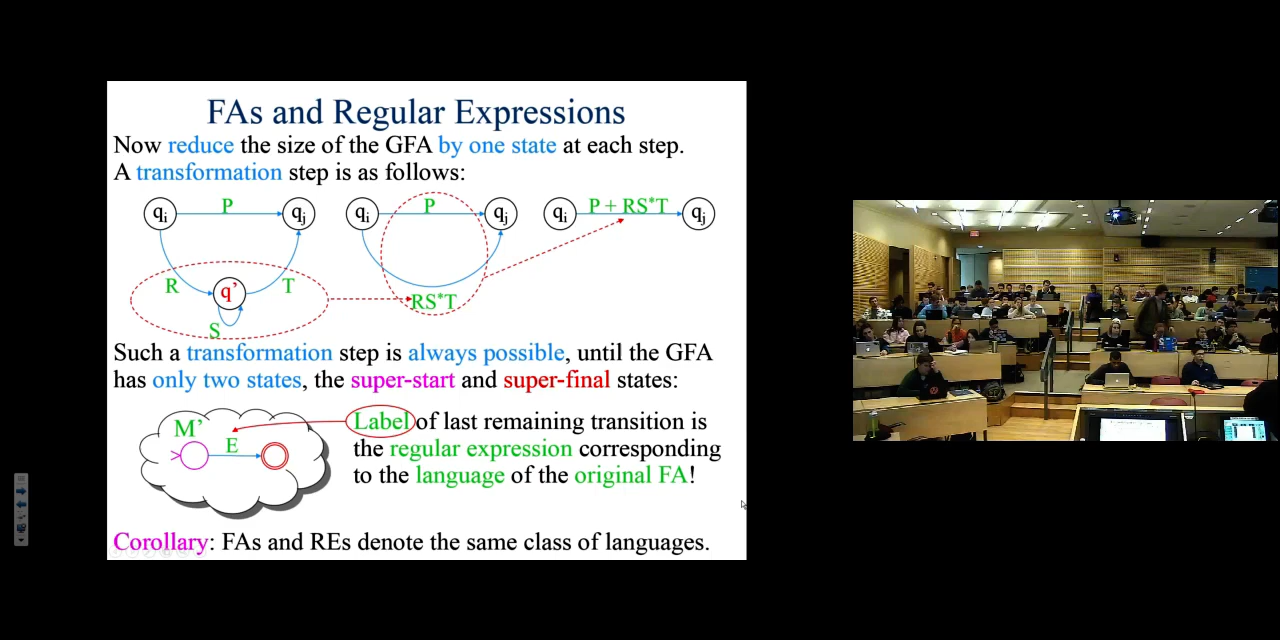 FAs and Regular Expressions
Now reduce the size of the GFA by one state at each step.
A transformation step is as follows:
qi P qj qi P qj qi P + RS*T qj
R q’ T
S
RS*T
Such a transformation step is always possible, until the GFA
has only two states, the super-start and super-final states:
M’
> E
Label of last remaining transition is
the regular expression corresponding
to the language of the original FA!
Corollary: FAs and REs denote the same class of languages.